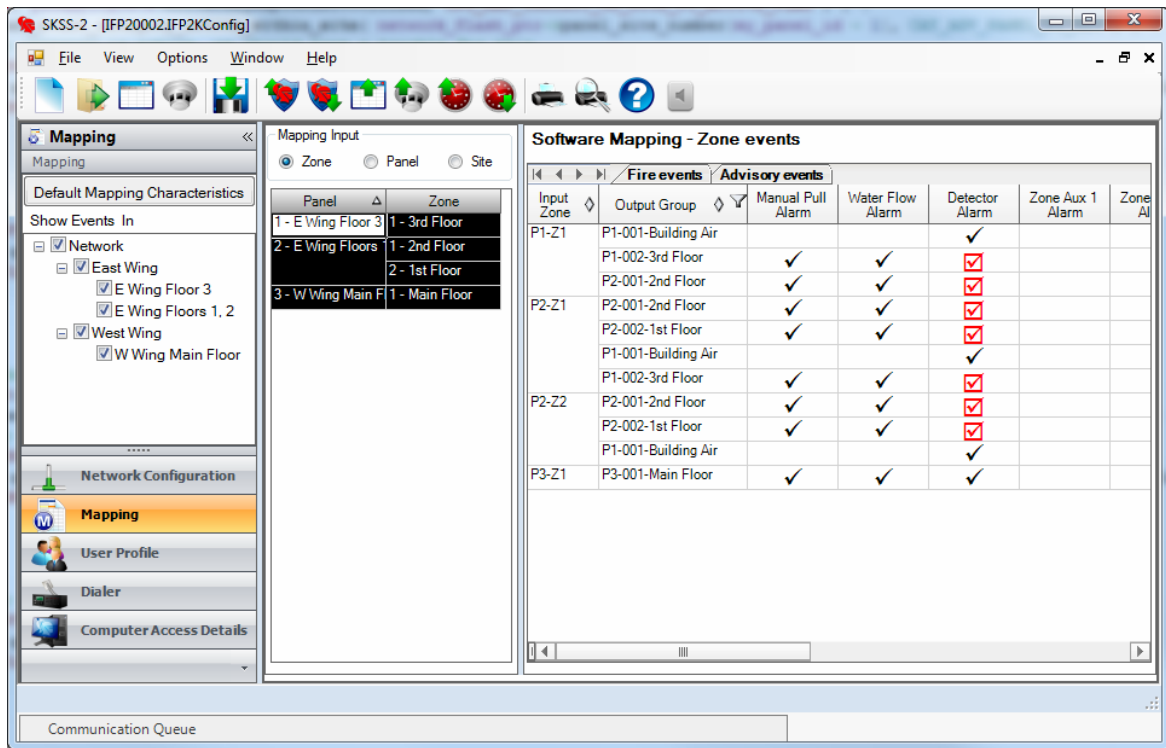 SKSS-2 - [IFP20002.IFP2KConfig]
File View Options Window Help
Mapping
Mapping
Default Mapping Characteristics
Show Events In
Network
East Wing
E Wing Floor 3
E Wing Floors 1, 2
West Wing
W Wing Main Floor
Network Configuration
Mapping
User Profile
Dialer
Computer Access Details
Mapping Input
Zone Panel Site
Panel Zone
1 - E Wing Floor 3 1 - 3rd Floor
2 - E Wing Floors 1 - 2nd Floor
2 - 1st Floor
3 - W Wing Main F 1 - Main Floor
Software Mapping - Zone events
Fire events Advisory events
Input Zone Output Group Manual Pull Alarm Water Flow Alarm Detector Alarm Zone Aux 1 Alarm Zone Al
P1-Z1 P1-001-Building Air
P1-002-3rd Floor
P2-001-2nd Floor
P2-Z1 P2-001-2nd Floor
P2-002-1st Floor
P1-001-Building Air
P1-002-3rd Floor
P2-Z2 P2-001-2nd Floor
P2-002-1st Floor
P1-001-Building Air
P3-Z1 P3-001-Main Floor
Communication Queue